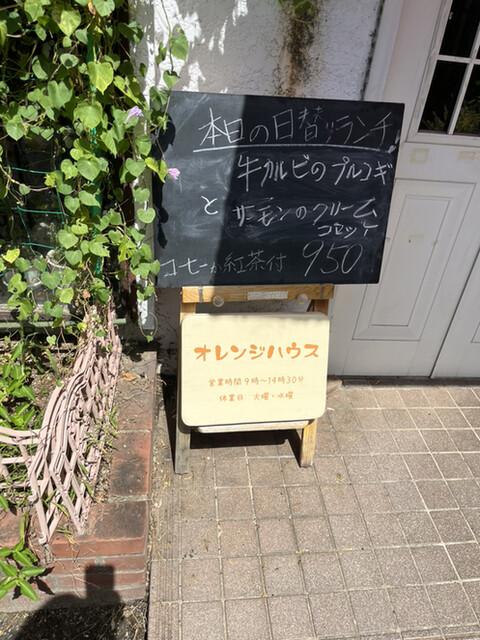 本日の日替りランチ
牛カルビのプルコギ
と サーモンのクリーム
コロッケ
コーヒーか紅茶付 950
オレンジハウス
営業時間9時〜14時30分
休業日 火曜・水曜